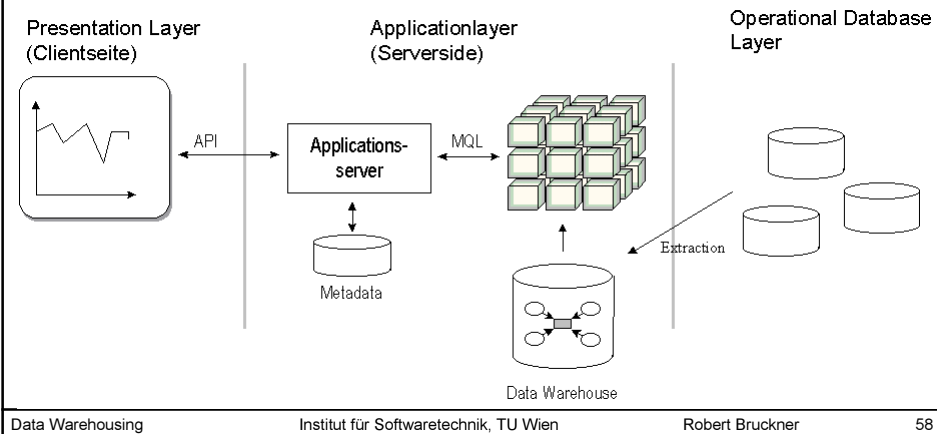 Presentation Layer
(Clientseite)
Applicationlayer
(Serverside)
Operational Database
Layer
API
Applications-
server
MQL
Metadata
Extraction
Data Warehouse
Data Warehousing
Institut für Softwaretechnik, TU Wien
Robert Bruckner
58